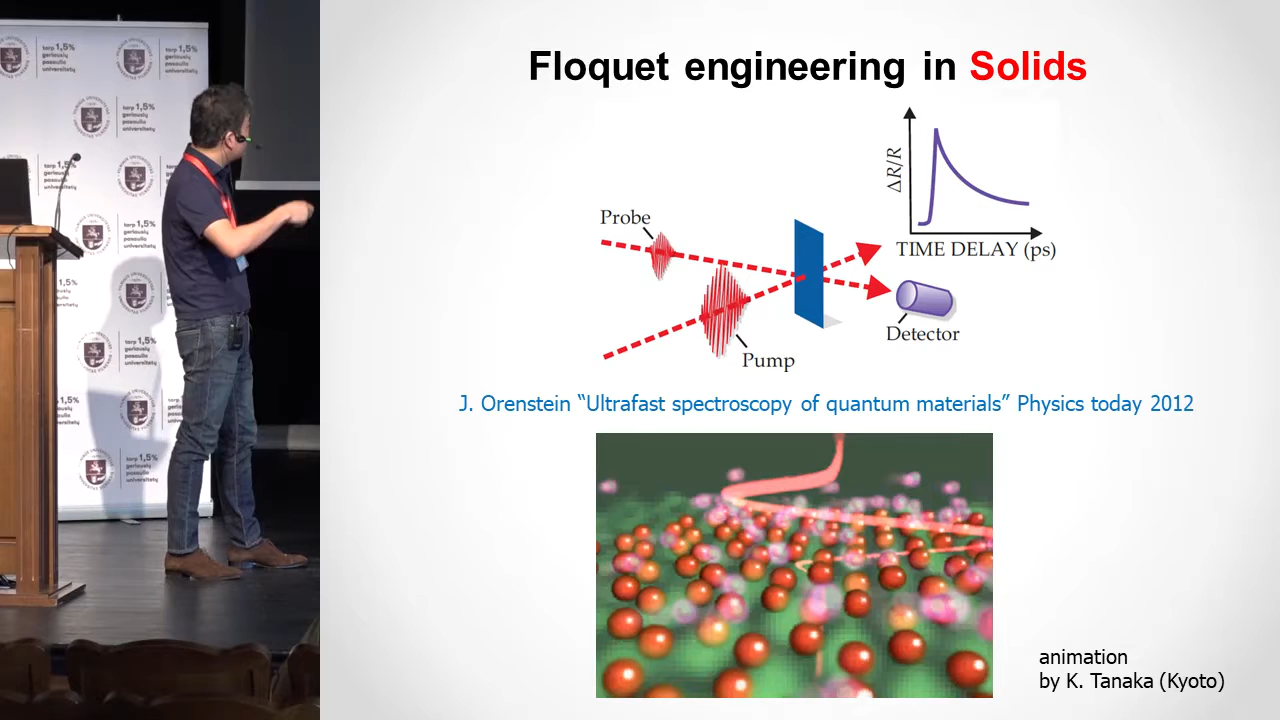 Floquet engineering in Solids
ΔR/R
TIME DELAY (ps)
Probe
Pump
Detector
J. Orenstein “Ultrafast spectroscopy of quantum materials” Physics today 2012
animation
by K. Tanaka (Kyoto)
tarp 1,5%
geriausių
pasaulio
universitetų